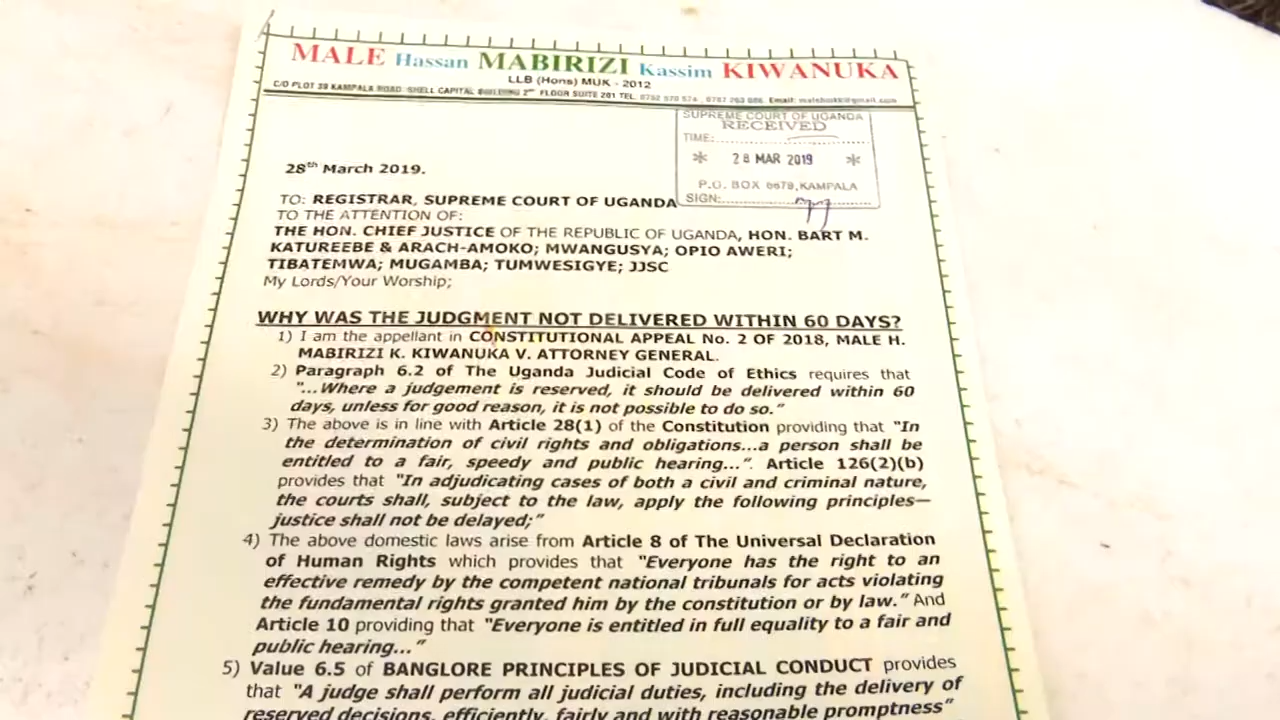 MALE Hassan MABIRIZI Kassim KIWANUKA
LLB (Hons) MUK - 2012
C/O PLOT 39 KAMPALA ROAD SHELL CAPITAL BUILDING 2ND FLOOR SUITE 201 TEL. Email:
SUPREME COURT OF UGANDA
RECEIVED
TIME:
* 28 MAR 2019 *
P.O. BOX 6679, KAMPALA
SIGN:
28th March 2019.
TO: REGISTRAR, SUPREME COURT OF UGANDA
TO THE ATTENTION OF:
THE HON. CHIEF JUSTICE OF THE REPUBLIC OF UGANDA, HON. BART M.
KATUREEBE & ARACH-AMOKO; MWANGUSYA; OPIO AWERI;
TIBATEMWA; MUGAMBA; TUMWESIGYE; JJSC
My Lords/Your Worship;
WHY WAS THE JUDGMENT NOT DELIVERED WITHIN 60 DAYS?
1) I am the appellant in CONSTITUTIONAL APPEAL No. 2 OF 2018, MALE H.
MABIRIZI K. KIWANUKA V. ATTORNEY GENERAL.
2) Paragraph 6.2 of The Uganda Judicial Code of Ethics requires that
"...Where a judgement is reserved, it should be delivered within 60
days, unless for good reason, it is not possible to do so."
3) The above is in line with Article 28(1) of the Constitution providing that "In
the determination of civil rights and obligations...a person shall be
entitled to a fair, speedy and public hearing...". Article 126(2)(b)
provides that "In adjudicating cases of both a civil and criminal nature,
the courts shall, subject to the law, apply the following principles—
justice shall not be delayed;"
4) The above domestic laws arise from Article 8 of The Universal Declaration
of Human Rights which provides that "Everyone has the right to an
effective remedy by the competent national tribunals for acts violating
the fundamental rights granted him by the constitution or by law." And
Article 10 providing that "Everyone is entitled in full equality to a fair and
public hearing..."
5) Value 6.5 of BANGLORE PRINCIPLES OF JUDICIAL CONDUCT provides
that "A judge shall perform all judicial duties, including the delivery of
reserved decisions, efficiently, fairly and with reasonable promptness"